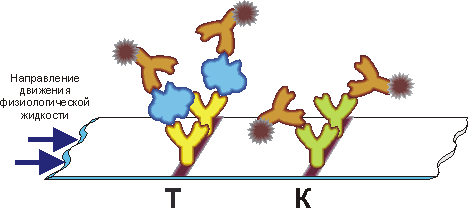 Направление
движения
физиологической
жидкости
Т К